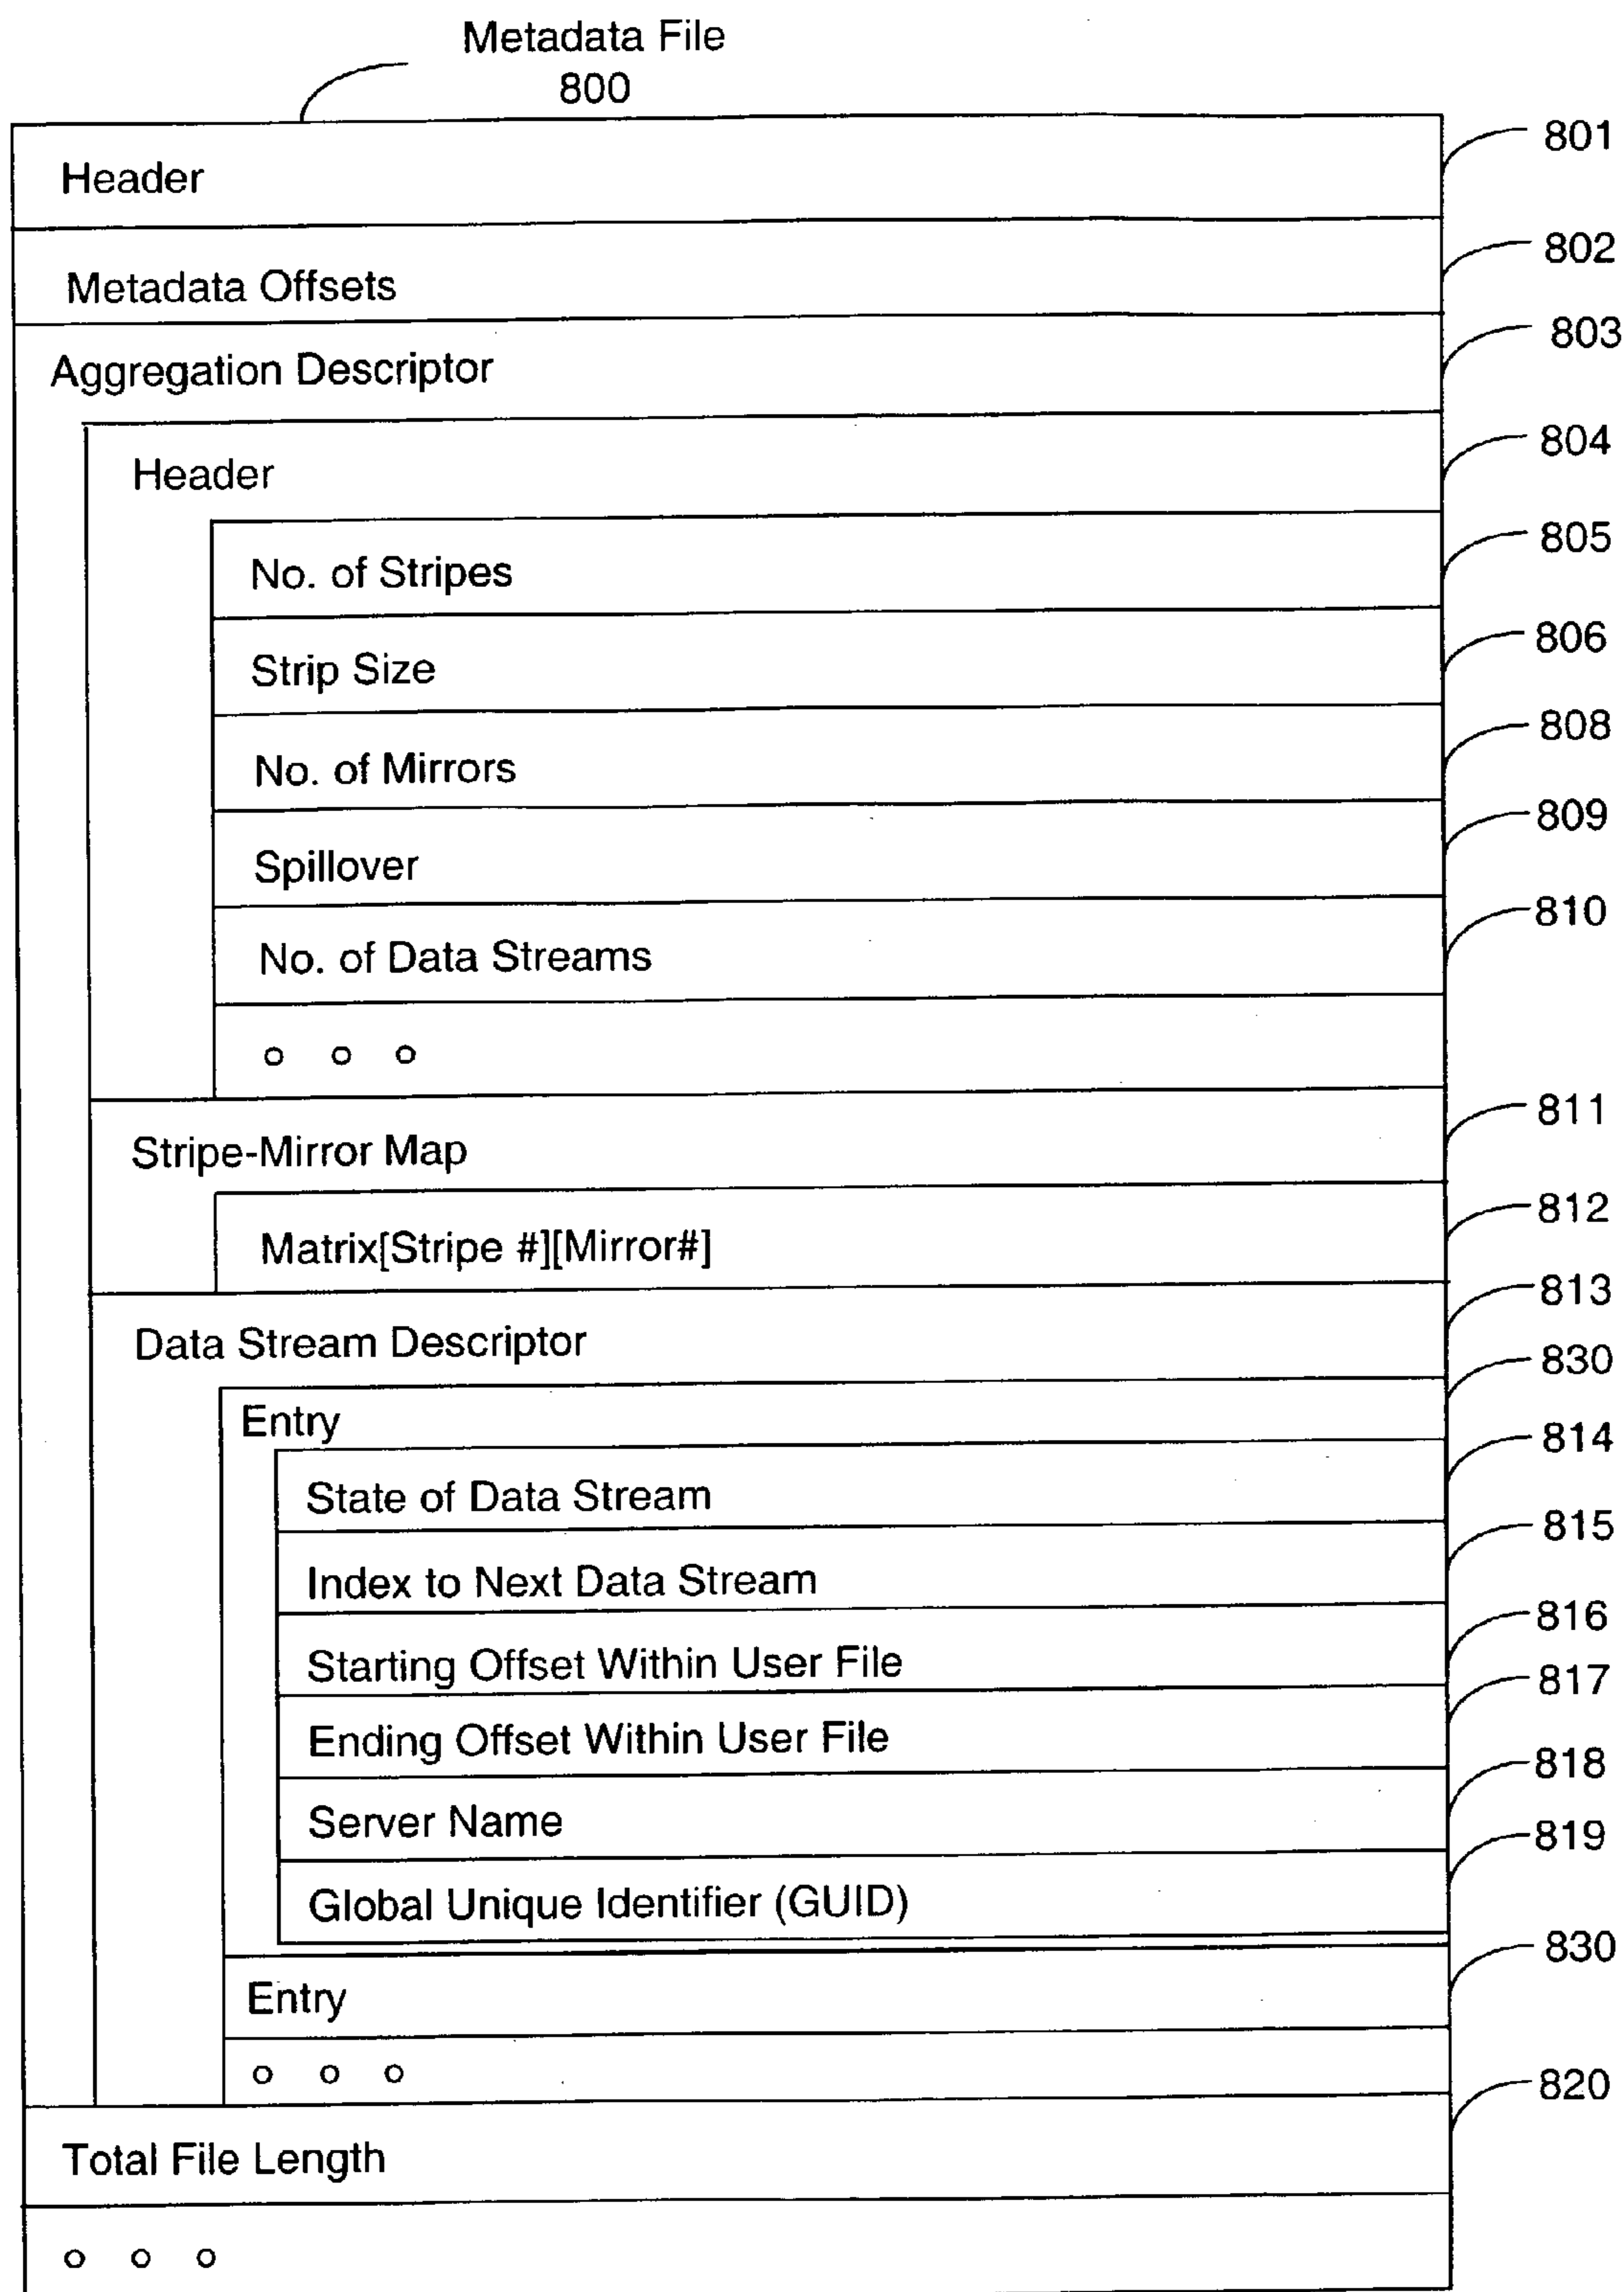 Metadata File
800
801
Header
802
Metadata Offsets
803
Aggregation Descriptor
804
Header
805
No. of Stripes
806
Strip Size
808
No. of Mirrors
809
Spillover
810
No. of Data Streams
811
Stripe-Mirror Map
812
Matrix[Stripe #][Mirror#]
813
Data Stream Descriptor
830
Entry
814
State of Data Stream
815
Index to Next Data Stream
816
Starting Offset Within User File
817
Ending Offset Within User File
818
Server Name
819
Global Unique Identifier (GUID)
830
Entry
820
Total File Length